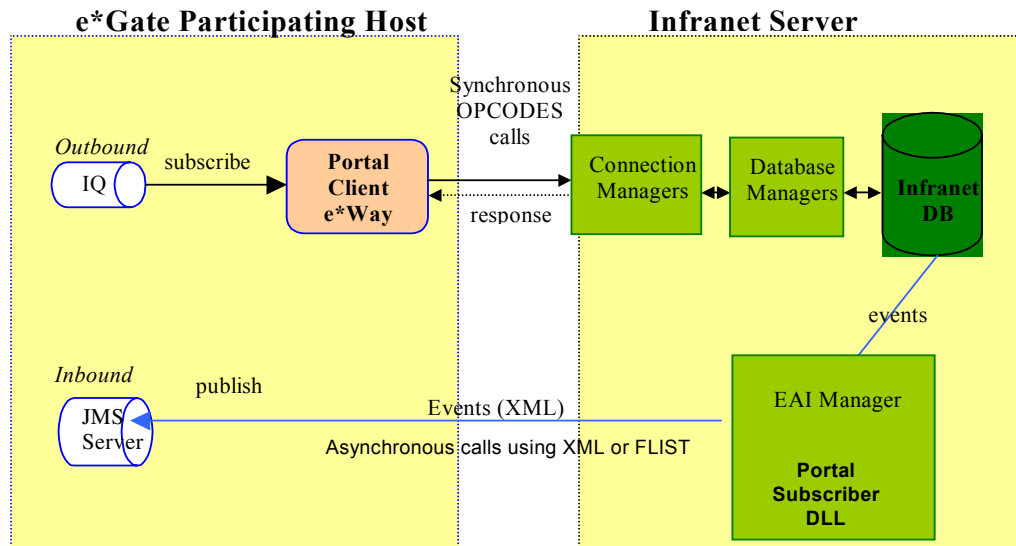 e*Gate Participating Host
Infranet Server
Synchronous
OPCODES
calls
Outbound
IQ
subscribe
Portal
Client
e*Way
response
Connection
Managers
Database
Managers
Infranet
DB
events
Inbound
JMS
Server
publish
Events (XML)
Asynchronous calls using XML or FLIST
EAI Manager
Portal
Subscriber
DLL